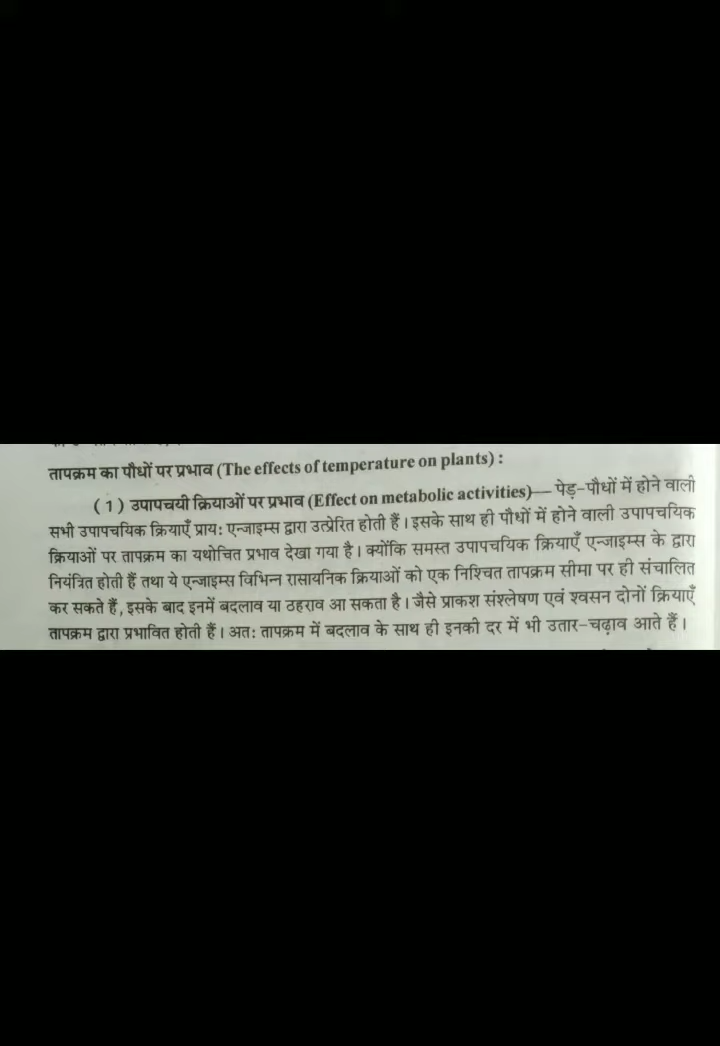 तापक्रम का पौधों पर प्रभाव (The effects of temperature on plants) :
( 1 ) उपापचयी क्रियाओं पर प्रभाव (Effect on metabolic activities)— पेड़-पौधों में होने वाली
सभी उपापचयिक क्रियाएँ प्रायः एन्जाइम्स द्वारा उत्प्रेरित होती हैं। इसके साथ ही पौधों में होने वाली उपापचयिक
क्रियाओं पर तापक्रम का यथोचित प्रभाव देखा गया है। क्योंकि समस्त उपापचयिक क्रियाएँ एन्जाइम्स के द्वारा
नियंत्रित होती हैं तथा ये एन्जाइम्स विभिन्न रासायनिक क्रियाओं को एक निश्चित तापक्रम सीमा पर ही संचालित
कर सकते हैं, इसके बाद इनमें बदलाव या ठहराव आ सकता है। जैसे प्राकश संश्लेषण एवं श्वसन दोनों क्रियाएँ
तापक्रम द्वारा प्रभावित होती हैं। अतः तापक्रम में बदलाव के साथ ही इनकी दर में भी उतार-चढ़ाव आते हैं।